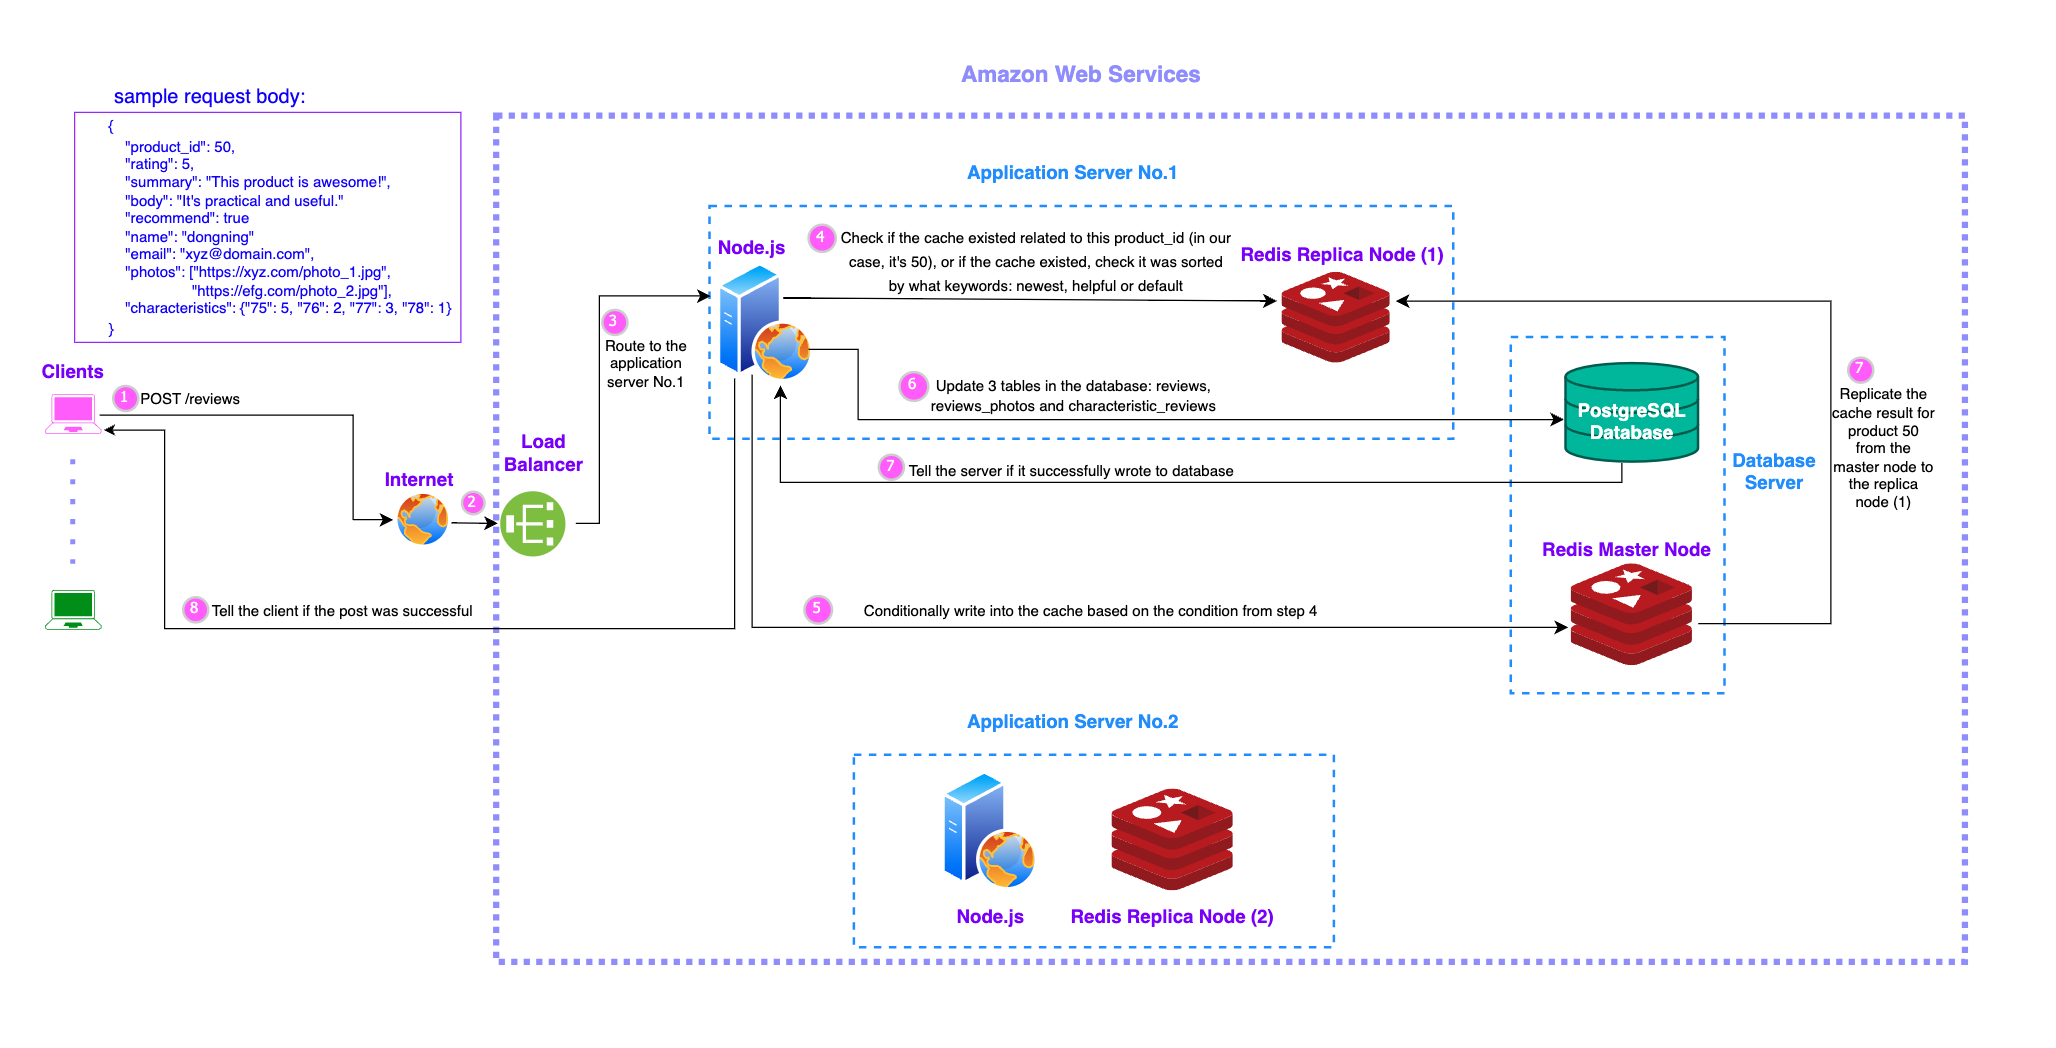 Amazon Web Services
sample request body:
{
"product_id": 50,
"rating": 5,
"summary": "This product is awesome!",
"body": "It's practical and useful."
"recommend": true
"name": "dongning"
"email": "xyz@domain.com",
"photos": ["https://xyz.com/photo_1.jpg",
"https://efg.com/photo_2.jpg"],
"characteristics": {"75": 5, "76": 2, "77": 3, "78": 1}
}
Clients
1
POST /reviews
Internet
2
Load
Balancer
3
Route to the
application
server No.1
Application Server No.1
Node.js
4
Check if the cache existed related to this product_id (in our
case, it's 50), or if the cache existed, check it was sorted
by what keywords: newest, helpful or default
Redis Replica Node (1)
6
Update 3 tables in the database: reviews,
reviews_photos and characteristic_reviews
7
Tell the server if it successfully wrote to database
PostgreSQL
Database
Database
Server
7
Replicate the
cache result for
product 50
from the
master node to
the replica
node (1)
Redis Master Node
8
Tell the client if the post was successful
5
Conditionally write into the cache based on the condition from step 4
Application Server No.2
Node.js
Redis Replica Node (2)